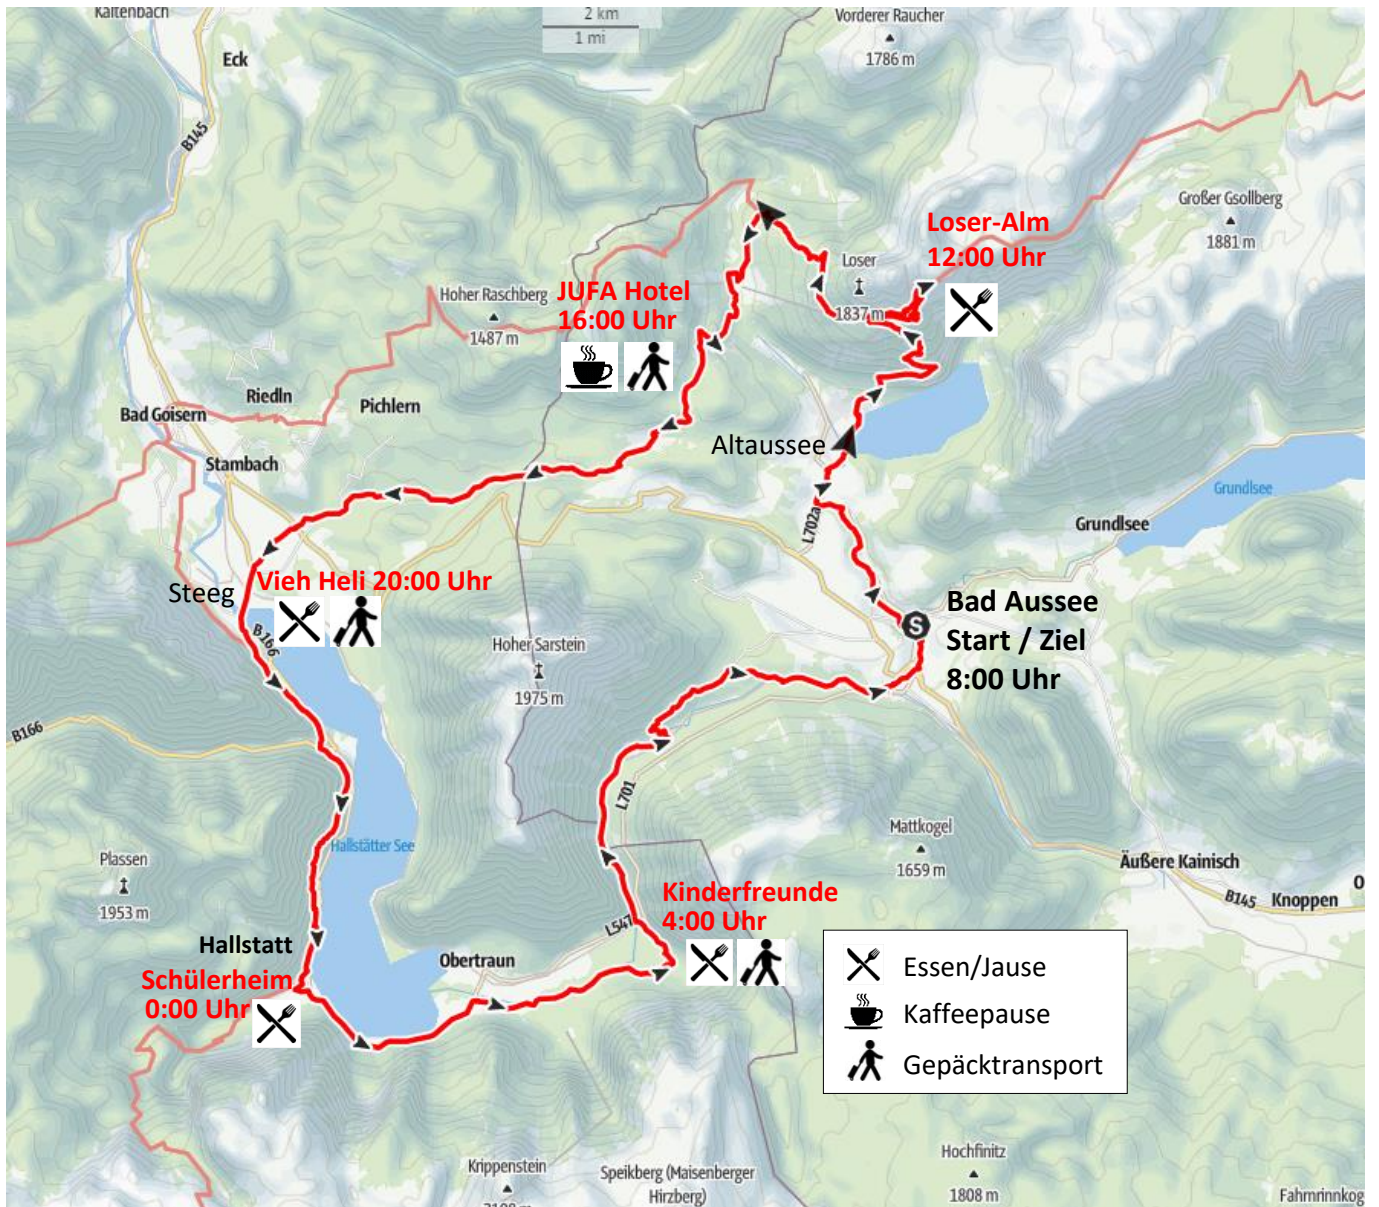 Kaltenbach
2 km
1 mi
Vorderer Raucher
1786 m
Eck
B145
Großer Gsollberg
1881 m
Loser-Alm
12:00 Uhr
Loser
1837 m
Hoher Raschberg
1487 m
JUFA Hotel
16:00 Uhr
Riedln
Pichlern
Bad Goisern
Stambach
Altaussee
Grundlsee
Grundlsee
L702a
Steeg
Vieh Heli 20:00 Uhr
B166
Bad Aussee
Start / Ziel
8:00 Uhr
S
Hoher Sarstein
1975 m
B166
L701
Mattkogel
1659 m
Hallstätter See
Plassen
1953 m
Äußere Kainisch
B145
Knoppen
O
Kinderfreunde
4:00 Uhr
L547
Hallstatt
Schülerheim
0:00 Uhr
Obertraun
Essen/Jause
Kaffeepause
Gepäcktransport
Krippenstein
Speikberg (Maisenberger
Hirzberg)
Hochfinitz
1808 m